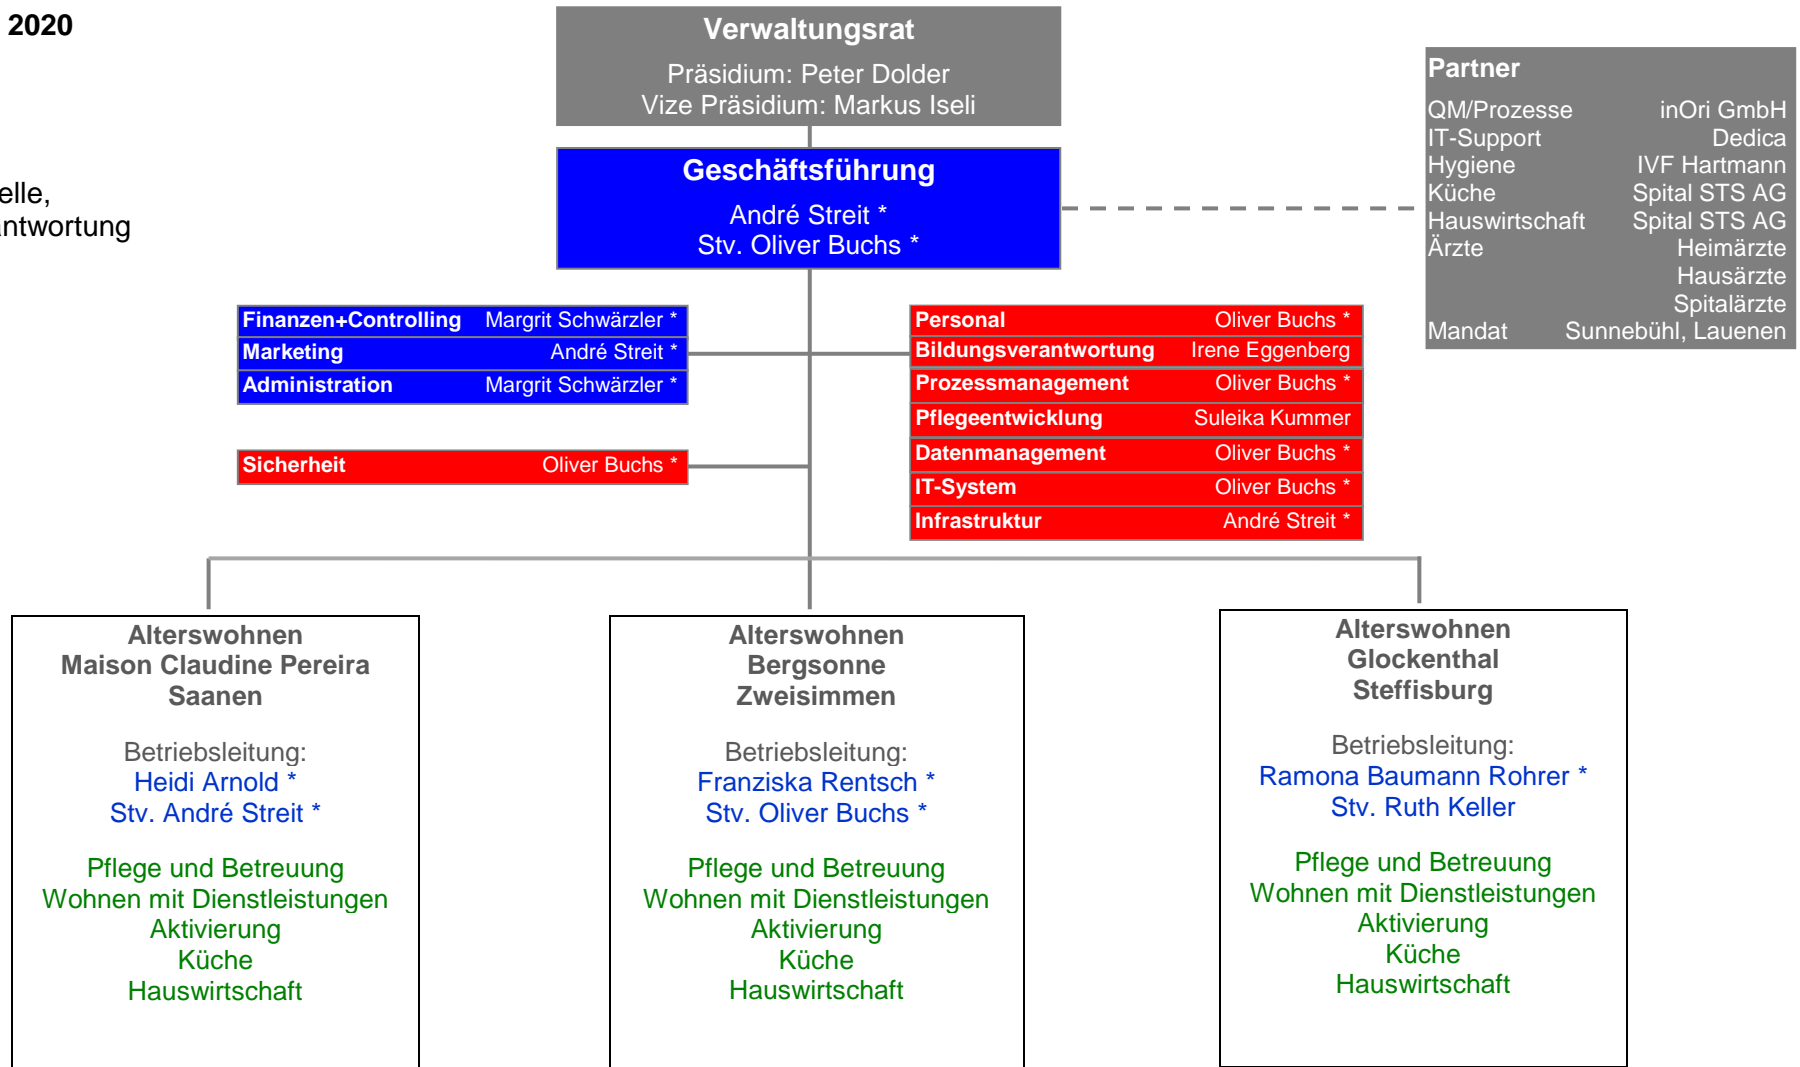 2020
elle,
antwortung
Verwaltungsrat
Präsidium: Peter Dolder
Vize Präsidium: Markus Iseli
Geschäftsführung
André Streit *
Stv. Oliver Buchs *
Partner
QM/Prozesse inOri GmbH
IT-Support Dedica
Hygiene IVF Hartmann
Küche Spital STS AG
Hauswirtschaft Spital STS AG
Ärzte Heimärzte
Hausärzte
Spitalärzte
Mandat Sunnebühl, Lauenen
Finanzen+Controlling Margrit Schwärzler *
Marketing André Streit *
Administration Margrit Schwärzler *
Sicherheit Oliver Buchs *
Personal Oliver Buchs *
Bildungsverantwortung Irene Eggenberg
Prozessmanagement Oliver Buchs *
Pflegeentwicklung Suleika Kummer
Datenmanagement Oliver Buchs *
IT-System Oliver Buchs *
Infrastruktur André Streit *
Alterswohnen
Maison Claudine Pereira
Saanen
Betriebsleitung:
Heidi Arnold *
Stv. André Streit *
Pflege und Betreuung
Wohnen mit Dienstleistungen
Aktivierung
Küche
Hauswirtschaft
Alterswohnen
Bergsonne
Zweisimmen
Betriebsleitung:
Franziska Rentsch *
Stv. Oliver Buchs *
Pflege und Betreuung
Wohnen mit Dienstleistungen
Aktivierung
Küche
Hauswirtschaft
Alterswohnen
Glockenthal
Steffisburg
Betriebsleitung:
Ramona Baumann Rohrer *
Stv. Ruth Keller
Pflege und Betreuung
Wohnen mit Dienstleistungen
Aktivierung
Küche
Hauswirtschaft